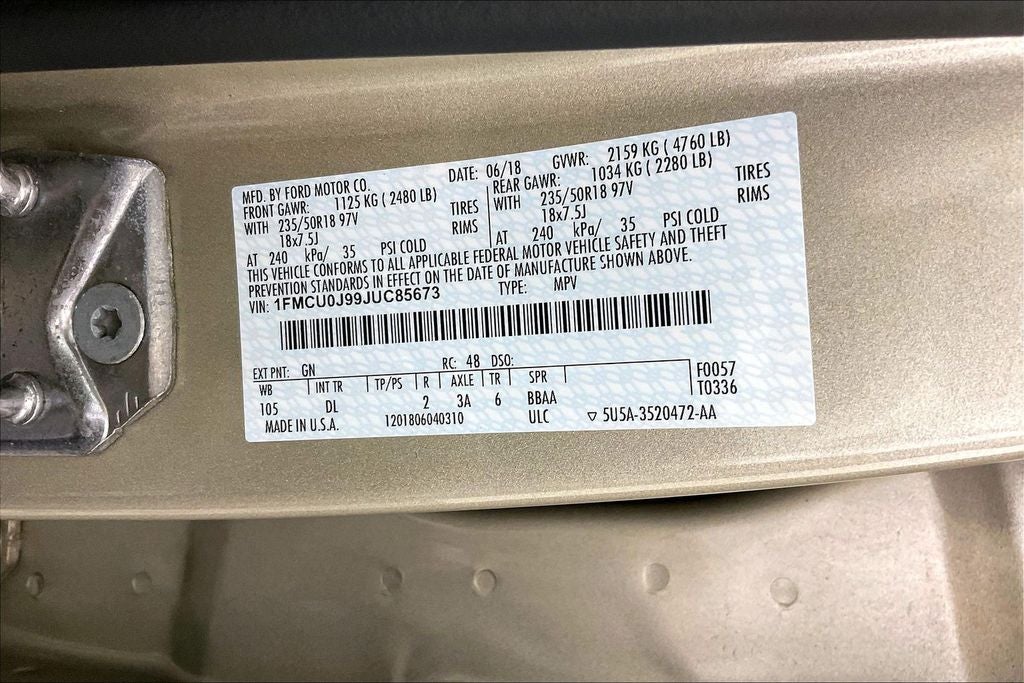 MFD. BY FORD MOTOR CO. DATE: 06/18 GVWR: 2159 KG ( 4760 LB)
FRONT GAWR: 1125 KG ( 2480 LB) REAR GAWR: 1034 KG ( 2280 LB)
WITH 235/50R18 97V TIRES WITH 235/50R18 97V TIRES
18x7.5J RIMS 18x7.5J RIMS
AT 240 kPa/ 35 PSI COLD AT 240 kPa/ 35 PSI COLD
THIS VEHICLE CONFORMS TO ALL APPLICABLE FEDERAL MOTOR VEHICLE SAFETY AND THEFT
PREVENTION STANDARDS IN EFFECT ON THE DATE OF MANUFACTURE SHOWN ABOVE.
VIN: 1FMCU0J99JUC85673 TYPE: MPV
EXT PNT: GN RC: 48 DSO: F0057
WB INT TR TP/PS R AXLE TR SPR T0336
105 DL 2 3A 6 BBAA
MADE IN U.S.A. 1201806040310 ULC ▽ 5U5A-3520472-AA